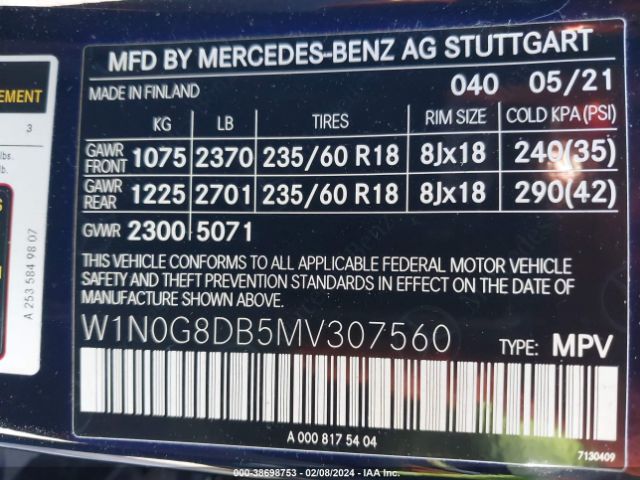 MFD BY MERCEDES-BENZ AG STUTTGART
MADE IN FINLAND 040 05/21
KG LB TIRES RIM SIZE COLD KPA (PSI)
GAWR FRONT 1075 2370 235/60 R18 8Jx18 240(35)
GAWR REAR 1225 2701 235/60 R18 8Jx18 290(42)
GVWR 2300 5071
THIS VEHICLE CONFORMS TO ALL APPLICABLE FEDERAL MOTOR VEHICLE
SAFETY AND THEFT PREVENTION STANDARDS IN EFFECT ON THE DATE
OF MANUFACTURE SHOWN ABOVE.
W1N0G8DB5MV307560 TYPE: MPV
A 000 817 54 04
7130409
EMENT
3
lbs.
lb.
A 253 584 98 07
000-38698753 - 02/08/2024 - IAA Inc.